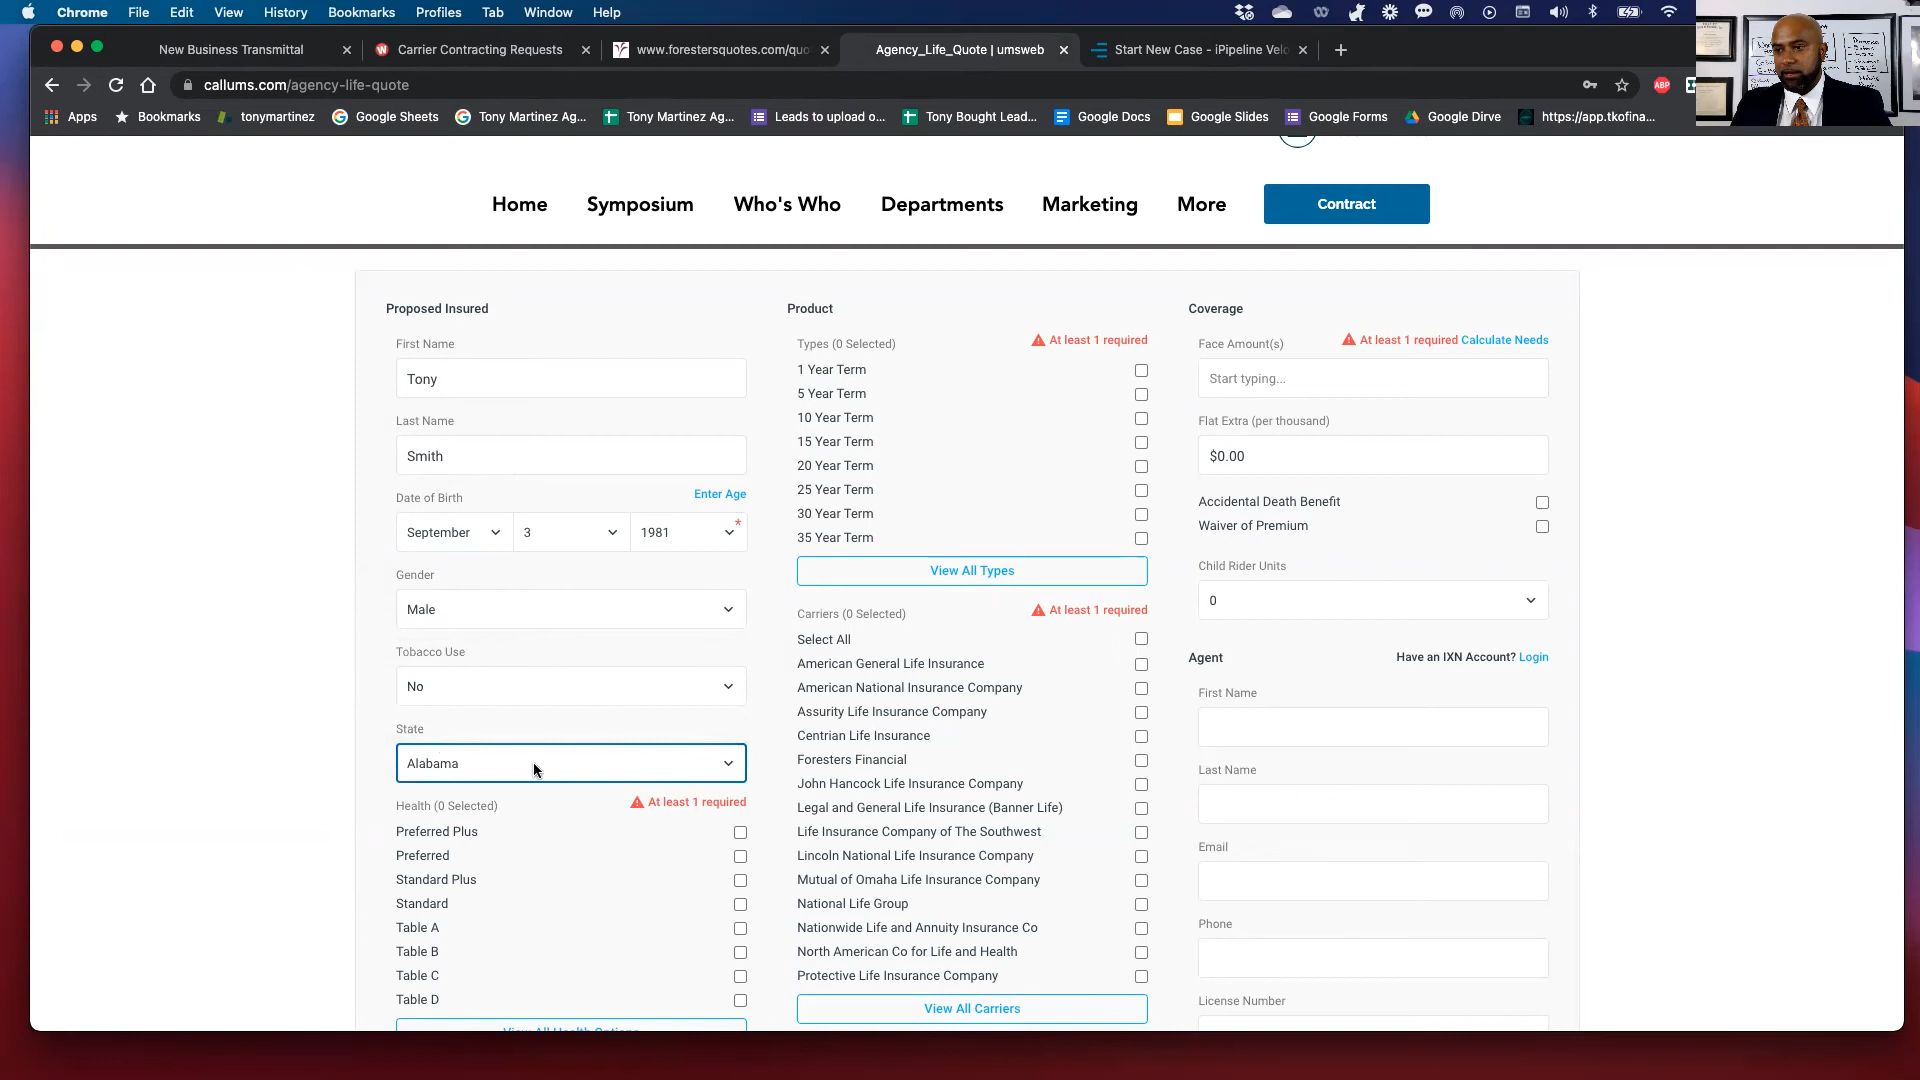 Chrome File Edit View History Bookmarks Profiles Tab Window Help
New Business Transmittal
Carrier Contracting Requests
www.forestersquotes.com/quo
Agency_Life_Quote | umsweb
Start New Case - iPipeline Velo
callums.com/agency-life-quote
ABP
Apps Bookmarks tonymartinez Google Sheets Tony Martinez Ag... Tony Martinez Ag... Leads to upload o... Tony Bought Lead... Google Docs Google Slides Google Forms Google Dirve https://app.tkofina...
Home Symposium Who's Who Departments Marketing More Contract
Proposed Insured
First Name
Tony
Last Name
Smith
Date of Birth Enter Age
September 3 1981 *
Gender
Male
Tobacco Use
No
State
Alabama
Health (0 Selected) At least 1 required
Preferred Plus
Preferred
Standard Plus
Standard
Table A
Table B
Table C
Table D
View All Health Options
Product
Types (0 Selected) At least 1 required
1 Year Term
5 Year Term
10 Year Term
15 Year Term
20 Year Term
25 Year Term
30 Year Term
35 Year Term
View All Types
Carriers (0 Selected) At least 1 required
Select All
American General Life Insurance
American National Insurance Company
Assurity Life Insurance Company
Centrian Life Insurance
Foresters Financial
John Hancock Life Insurance Company
Legal and General Life Insurance (Banner Life)
Life Insurance Company of The Southwest
Lincoln National Life Insurance Company
Mutual of Omaha Life Insurance Company
National Life Group
Nationwide Life and Annuity Insurance Co
North American Co for Life and Health
Protective Life Insurance Company
View All Carriers
Coverage
Face Amount(s) At least 1 required Calculate Needs
Start typing...
Flat Extra (per thousand)
$0.00
Accidental Death Benefit
Waiver of Premium
Child Rider Units
0
Agent Have an IXN Account? Login
First Name
Last Name
Email
Phone
License Number